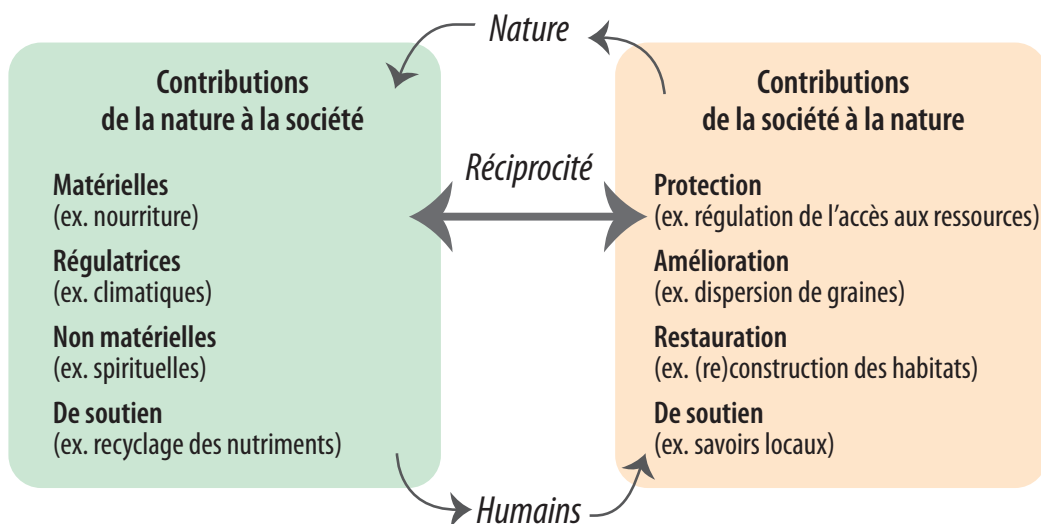 Nature
Contributions
de la nature à la société
Matérielles
(ex. nourriture)
Régulatrices
(ex. climatiques)
Non matérielles
(ex. spirituelles)
De soutien
(ex. recyclage des nutriments)
Réciprocité
Contributions
de la société à la nature
Protection
(ex. régulation de l'accès aux ressources)
Amélioration
(ex. dispersion de graines)
Restauration
(ex. (re)construction des habitats)
De soutien
(ex. savoirs locaux)
Humains